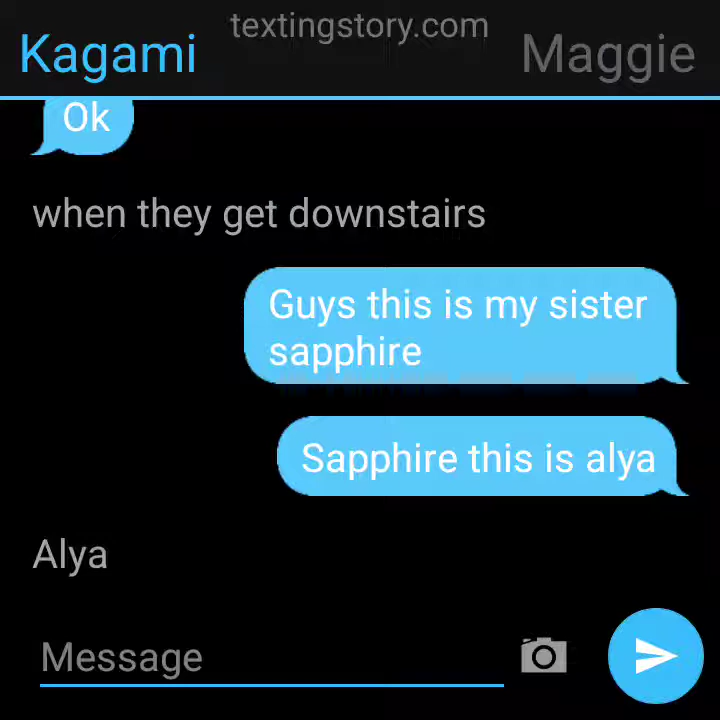 textingstory.com
Kagami
Maggie
Ok
when they get downstairs
Guys this is my sister
sapphire
Sapphire this is alya
Alya
Message